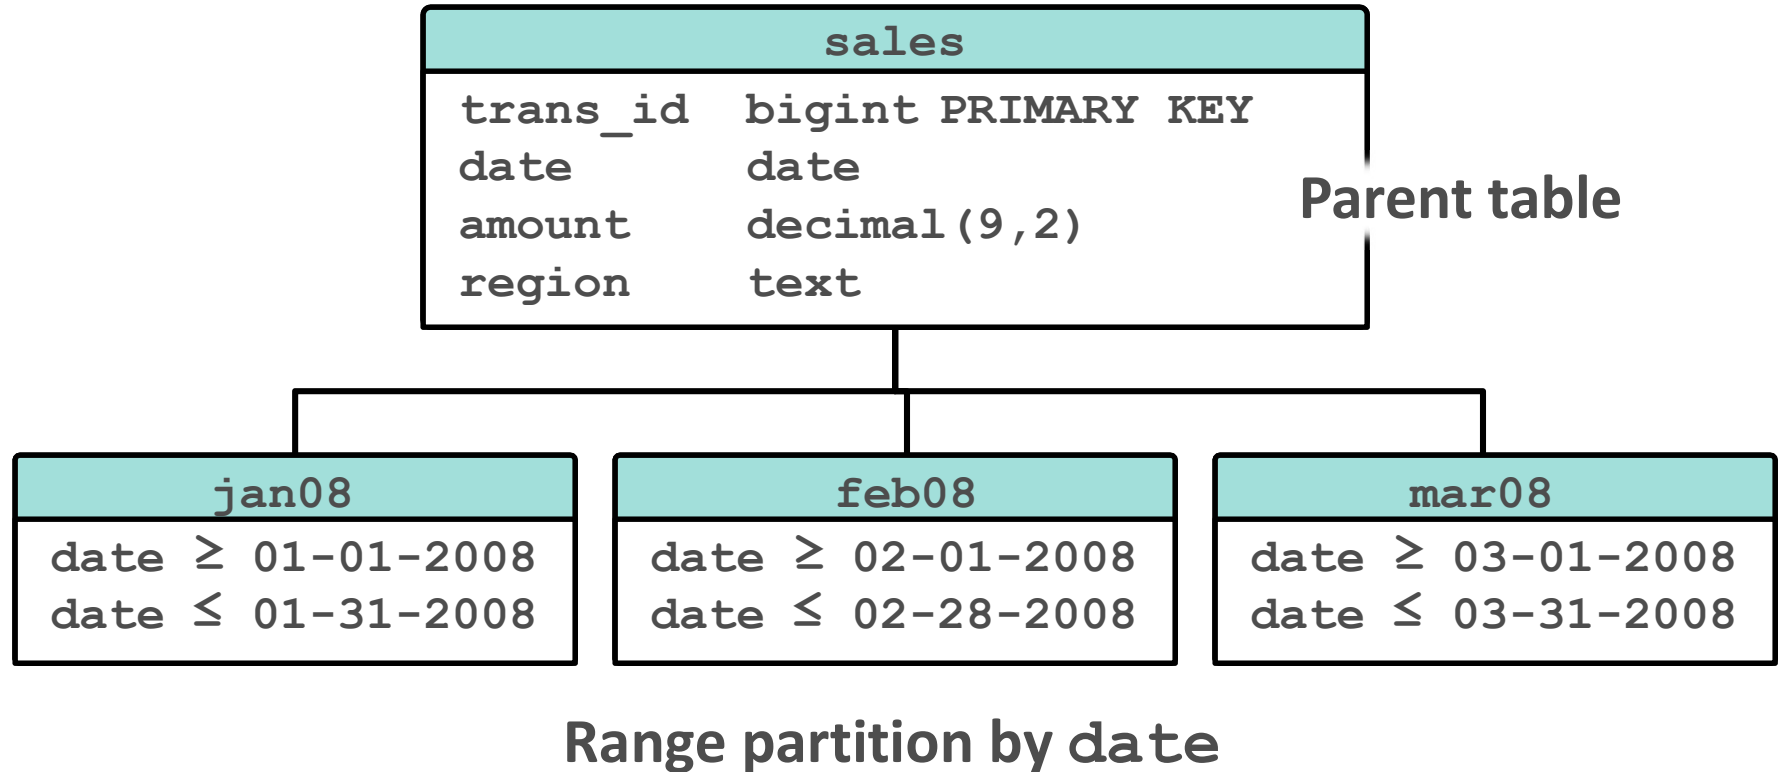 sales
trans_id bigint PRIMARY KEY
date date
amount decimal(9,2)
region text
Parent table
jan08
date ≥ 01-01-2008
date ≤ 01-31-2008
feb08
date ≥ 02-01-2008
date ≤ 02-28-2008
mar08
date ≥ 03-01-2008
date ≤ 03-31-2008
Range partition by date